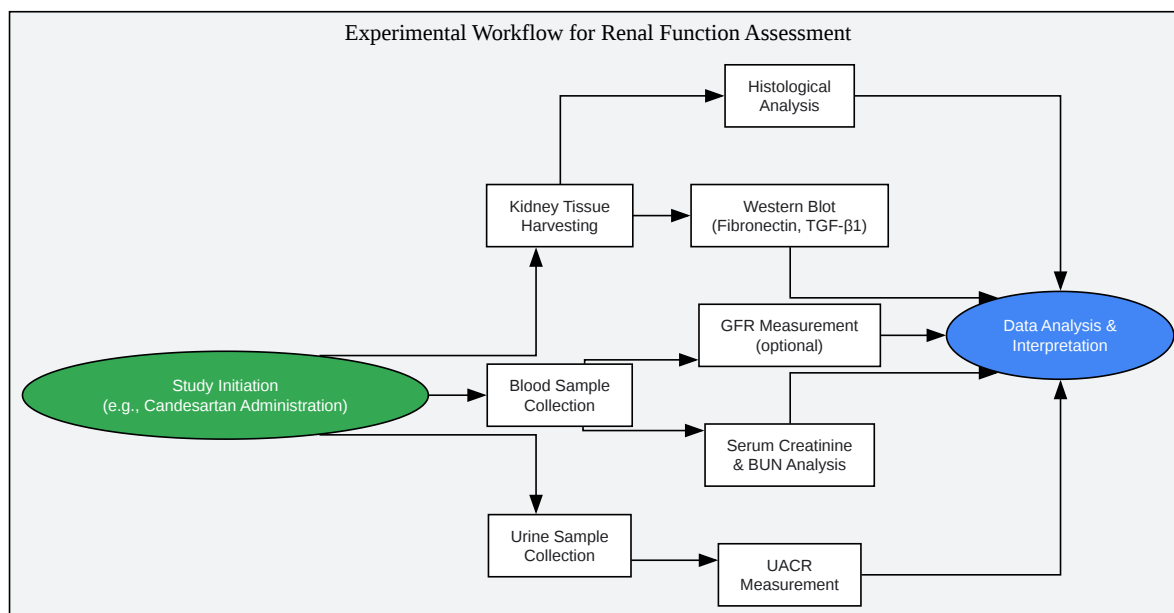 Experimental Workflow for Renal Function Assessment
Histological
Analysis
Kidney Tissue
Harvesting
Western Blot
(Fibronectin, TGF-β1)
GFR Measurement
(optional)
Data Analysis &
Interpretation
Study Initiation
(e.g., Candesartan Administration)
Blood Sample
Collection
Serum Creatinine
& BUN Analysis
Urine Sample
Collection
UACR
Measurement